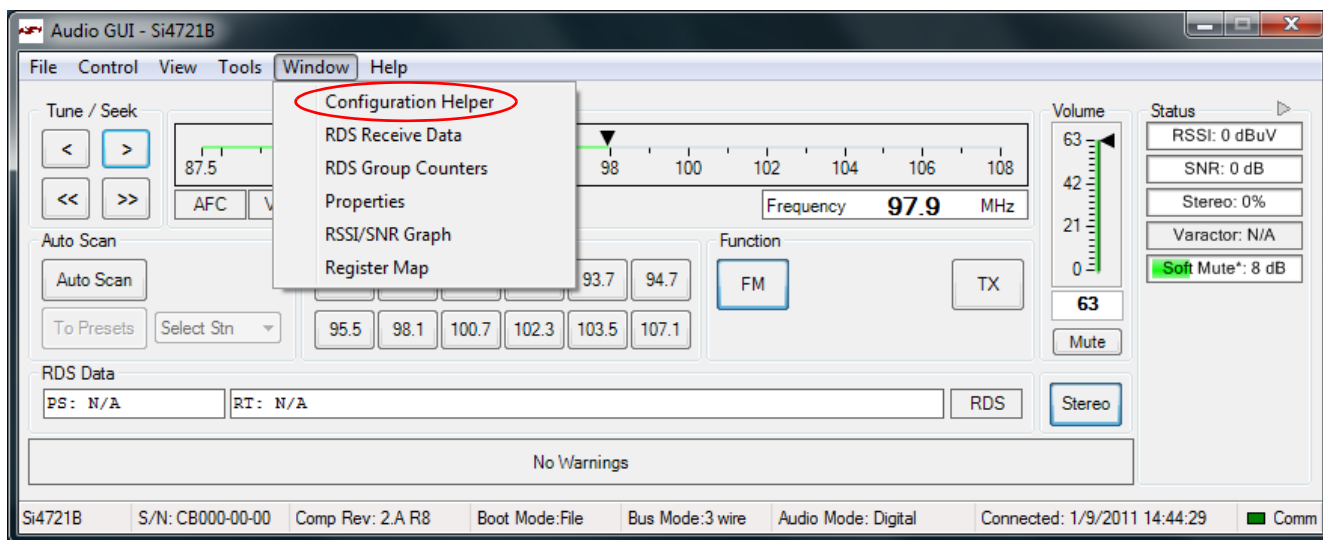 Audio GUI - Si4721B
File Control View Tools Window Help
Configuration Helper
RDS Receive Data
RDS Group Counters
Properties
RSSI/SNR Graph
Register Map
Tune / Seek
< >
<< >>
87.5 98 100 102 104 106 108
AFC V
Frequency 97.9 MHz
Auto Scan
Auto Scan
To Presets Select Stn
93.7 94.7
95.5 98.1 100.7 102.3 103.5 107.1
Function
FM TX
Volume
63
42
21
0
63
Mute
Status
RSSI: 0 dBuV
SNR: 0 dB
Stereo: 0%
Varactor: N/A
Soft Mute*: 8 dB
RDS Data
PS: N/A RT: N/A RDS
Stereo
No Warnings
Si4721B S/N: CB000-00-00 Comp Rev: 2.A R8 Boot Mode:File Bus Mode:3 wire Audio Mode: Digital Connected: 1/9/2011 14:44:29 Comm